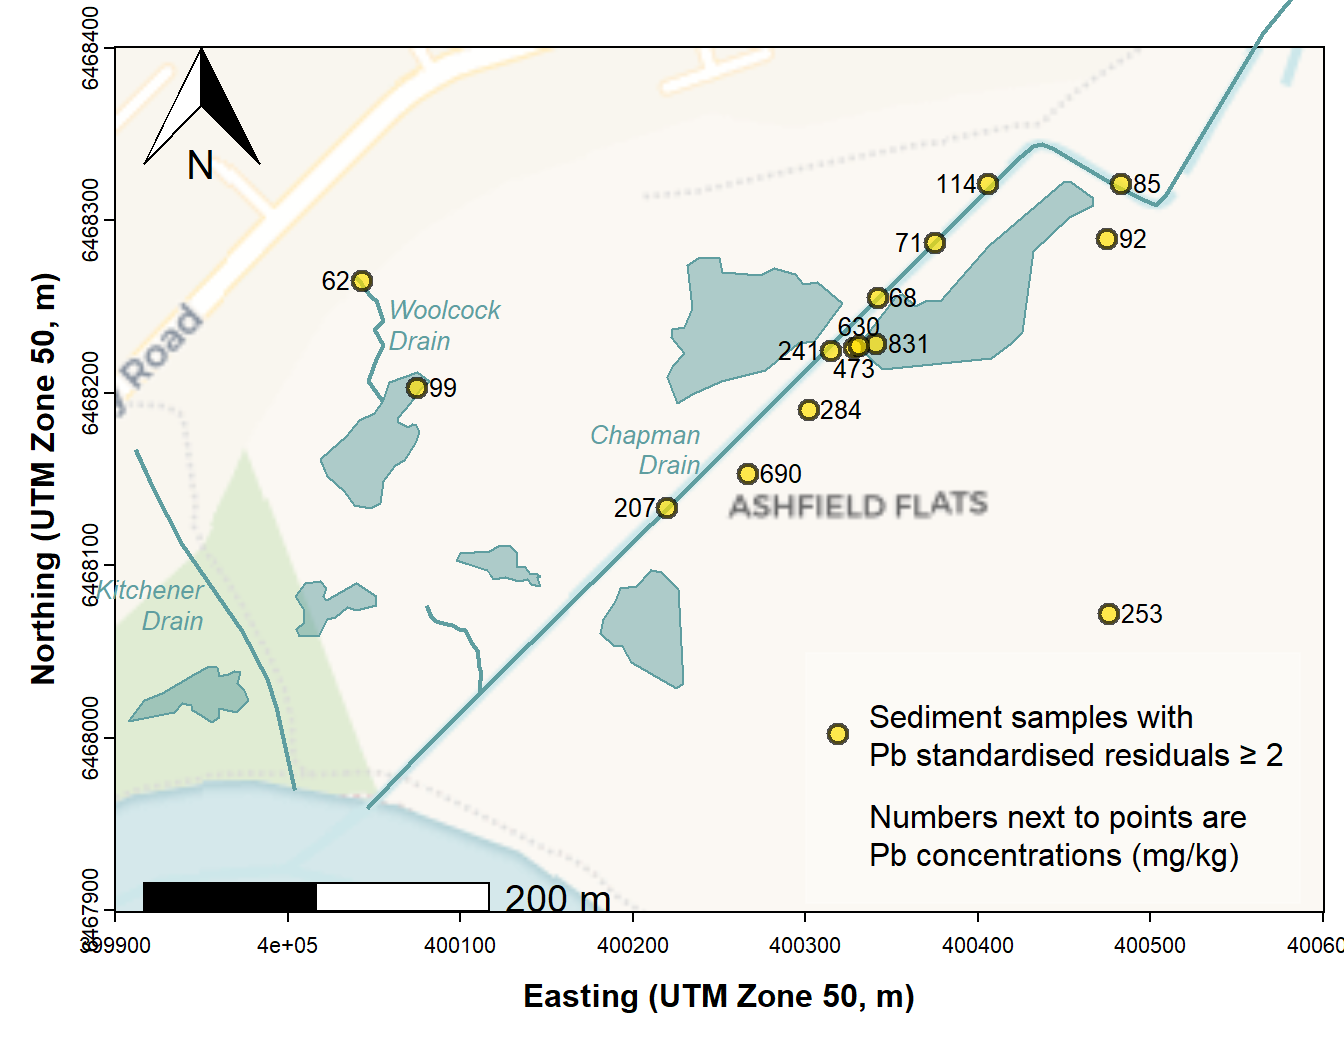 6468400
6468300
6468200
6468100
6468000
6467900
Northing (UTM Zone 50, m)
N
Road
62
Woolcock
Drain
99
114
85
71
92
68
630
241
831
473
284
Chapman
Drain
690
207
ASHFIELD FLATS
Kitchener
Drain
253
Sediment samples with
Pb standardised residuals ≥ 2
Numbers next to points are
Pb concentrations (mg/kg)
200 m
399900
4e+05
400100
400200
400300
400400
400500
40060
Easting (UTM Zone 50, m)